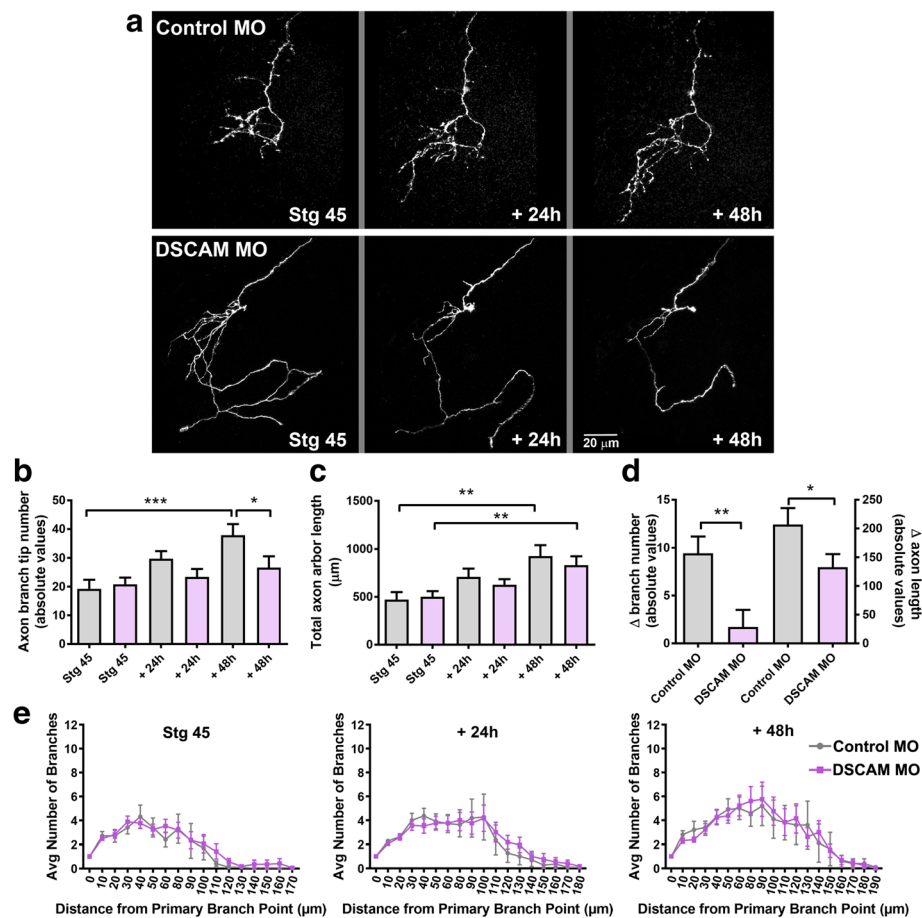 a
Control MO
Stg 45
+ 24h
+ 48h
DSCAM MO
Stg 45
+ 24h
20 μm
+ 48h
b
Axon branch tip number
(absolute values)
50
40
30
20
10
0
***
*
Stg 45
Stg 45
+ 24h
+ 24h
+ 48h
+ 48h
c
Total axon arbor length
(μm)
1500
1000
500
0
**
**
Stg 45
Stg 45
+ 24h
+ 24h
+ 48h
+ 48h
d
Δ branch number
(absolute values)
15
10
5
0
**
*
250
200
150
100
50
0
Δ axon length
(absolute values)
Control MO
DSCAM MO
Control MO
DSCAM MO
e
Stg 45
Avg Number of Branches
12
10
8
6
4
2
0
0 10 20 30 40 50 60 70 80 90 100 110 120 130 140 150 160 170
Distance from Primary Branch Point (μm)
+ 24h
Avg Number of Branches
12
10
8
6
4
2
0
0 10 20 30 40 50 60 70 80 90 100 110 120 130 140 150 160 170 180
Distance from Primary Branch Point (μm)
+ 48h
Control MO
DSCAM MO
Avg Number of Branches
12
10
8
6
4
2
0
0 10 20 30 40 50 60 70 80 90 100 110 120 130 140 150 160 170 180 190
Distance from Primary Branch Point (μm)